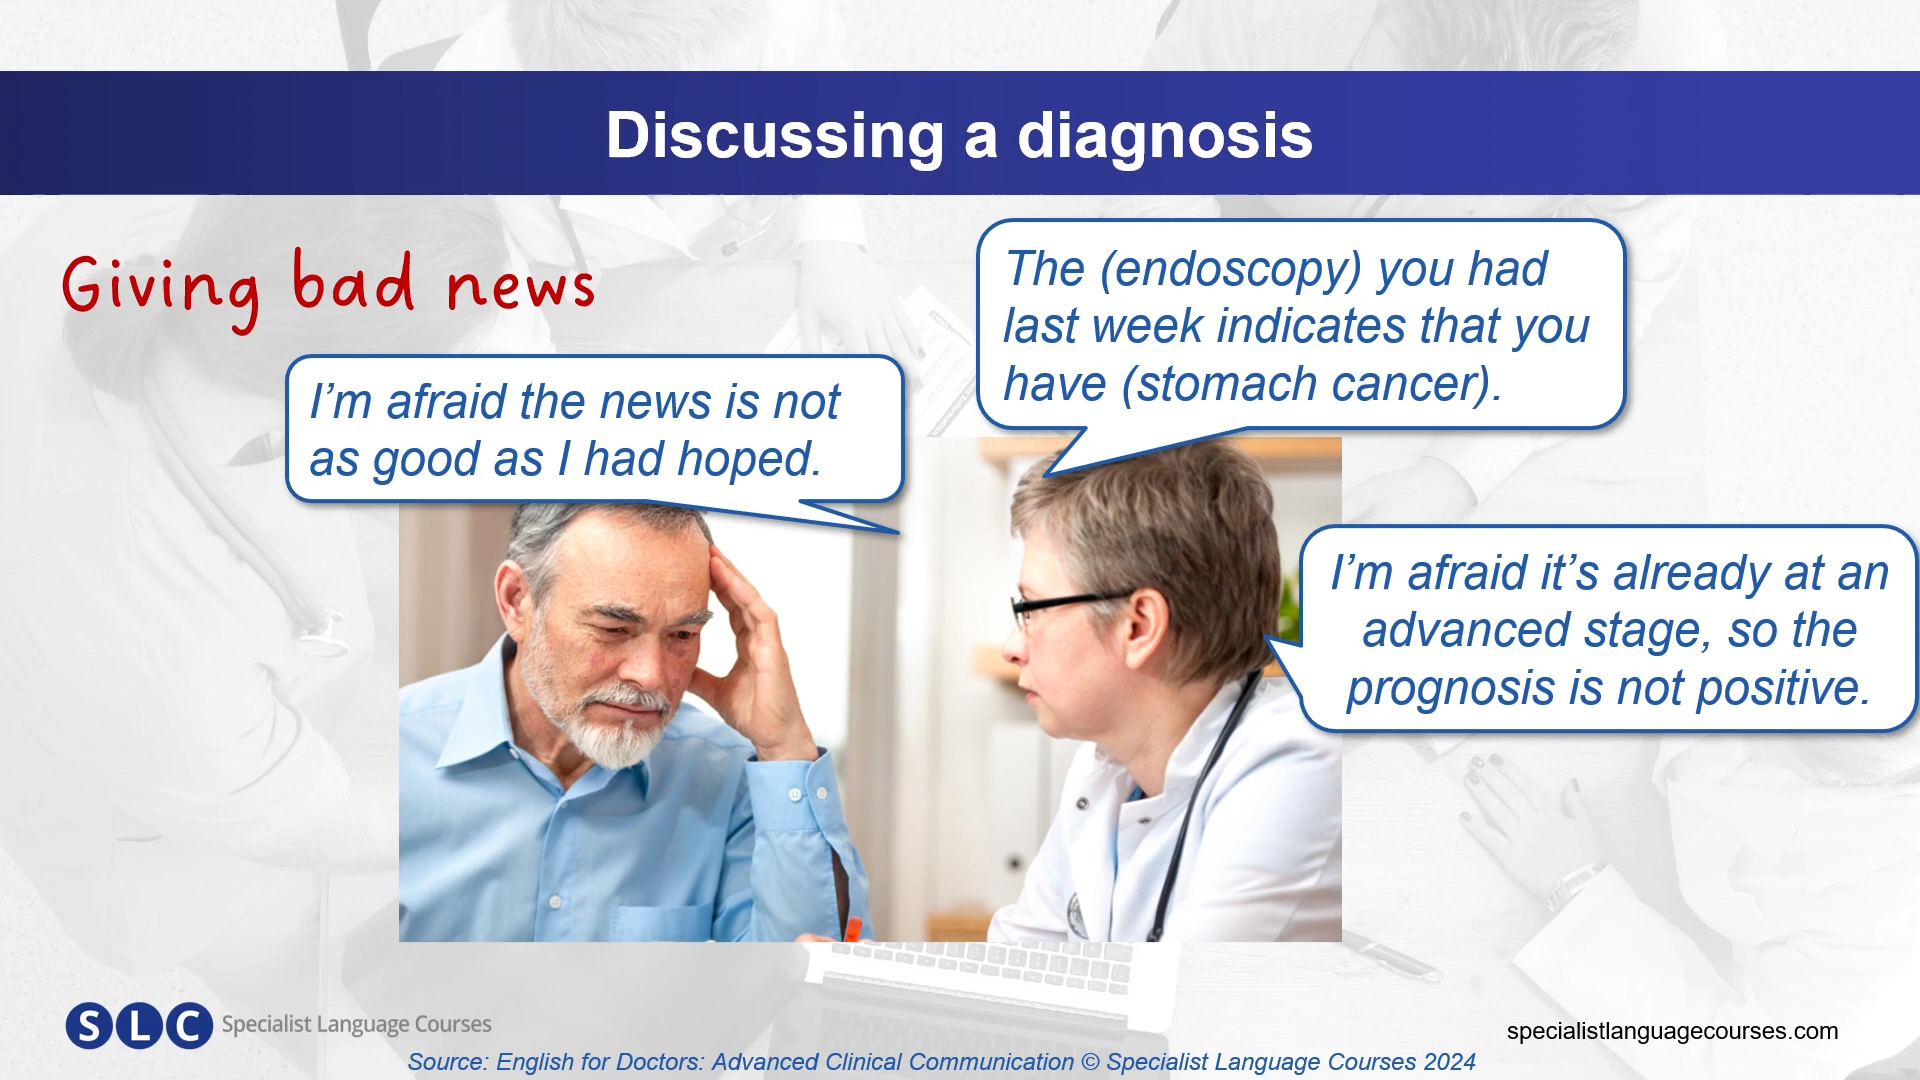 Discussing a diagnosis
Giving bad news
The (endoscopy) you had
last week indicates that you
have (stomach cancer).
I’m afraid the news is not
as good as I had hoped.
I’m afraid it’s already at an
advanced stage, so the
prognosis is not positive.
SLC Specialist Language Courses
specialistlanguagecourses.com
Source: English for Doctors: Advanced Clinical Communication © Specialist Language Courses 2024